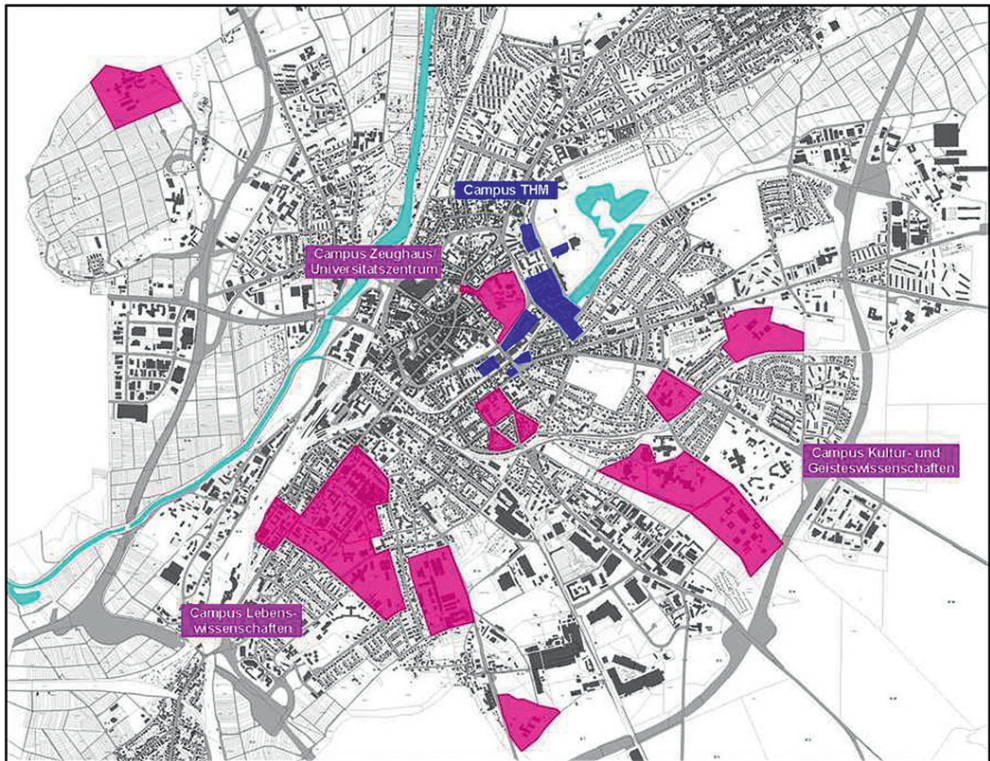 Campus THM
Campus Zeughaus/
Universitätszentrum
Campus Kultur- und
Geisteswissenschaften
Campus Lebens-
wissenschaften